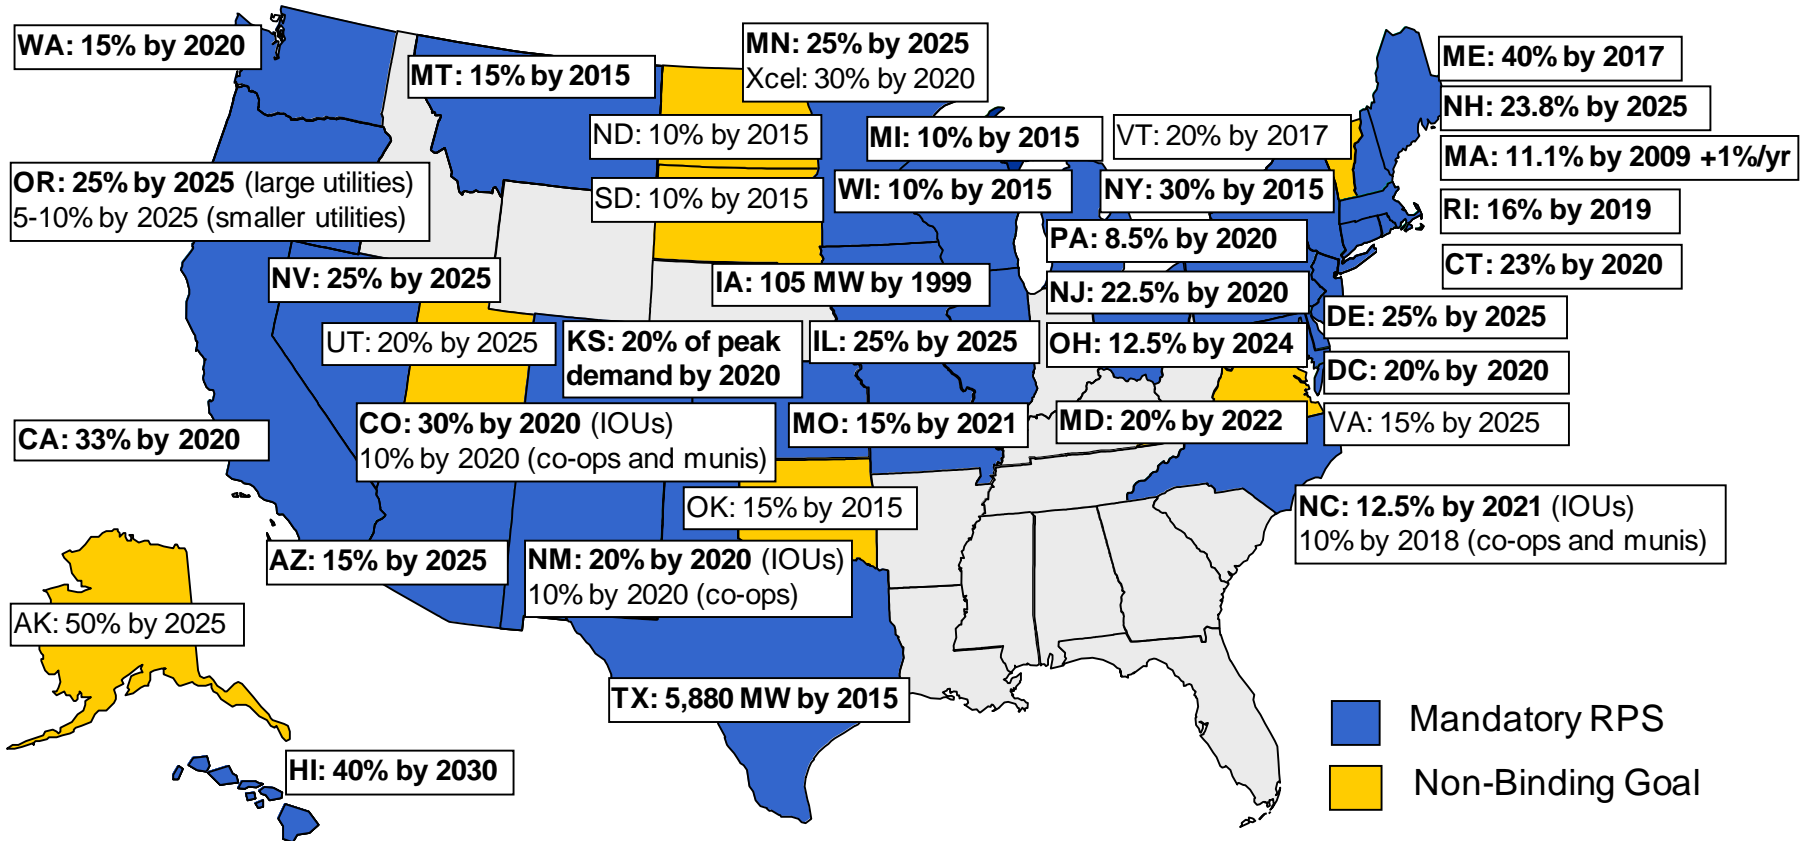 WA: 15% by 2020
MT: 15% by 2015
MN: 25% by 2025
Xcel: 30% by 2020
ME: 40% by 2017
NH: 23.8% by 2025
ND: 10% by 2015
MI: 10% by 2015
VT: 20% by 2017
MA: 11.1% by 2009 +1%/yr
OR: 25% by 2025 (large utilities)
5-10% by 2025 (smaller utilities)
SD: 10% by 2015
WI: 10% by 2015
NY: 30% by 2015
RI: 16% by 2019
PA: 8.5% by 2020
CT: 23% by 2020
NV: 25% by 2025
IA: 105 MW by 1999
NJ: 22.5% by 2020
DE: 25% by 2025
UT: 20% by 2025
KS: 20% of peak
demand by 2020
IL: 25% by 2025
OH: 12.5% by 2024
DC: 20% by 2020
CA: 33% by 2020
CO: 30% by 2020 (IOUs)
10% by 2020 (co-ops and munis)
MO: 15% by 2021
MD: 20% by 2022
VA: 15% by 2025
OK: 15% by 2015
NC: 12.5% by 2021 (IOUs)
10% by 2018 (co-ops and munis)
AZ: 15% by 2025
NM: 20% by 2020 (IOUs)
10% by 2020 (co-ops)
AK: 50% by 2025
TX: 5,880 MW by 2015
HI: 40% by 2030
Mandatory RPS
Non-Binding Goal